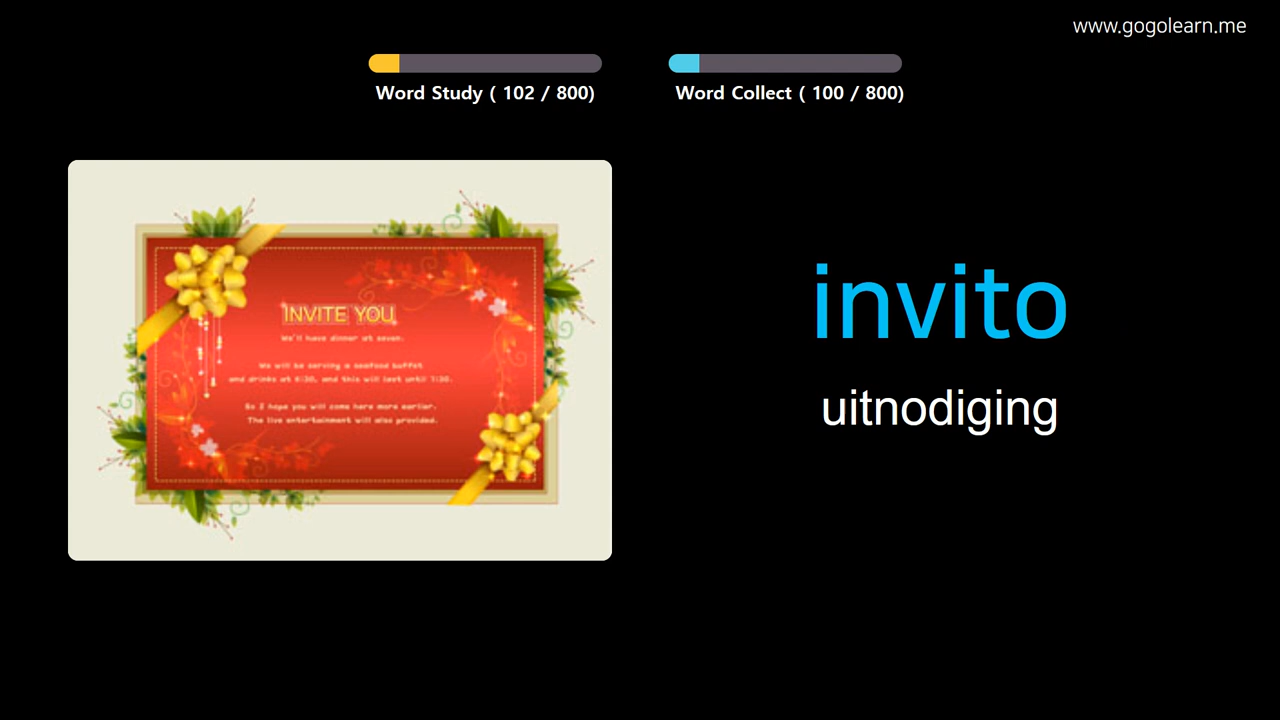 www.gogolearn.me
Word Study ( 102 / 800)
Word Collect ( 100 / 800)
INVITE YOU
We'll have dinner at seven.
We will be serving a seafood buffet
and drinks at 6:30, and this will last until 7:30.
So I hope you will come here more earlier.
The live entertainment will also provided.
invito
uitnodiging